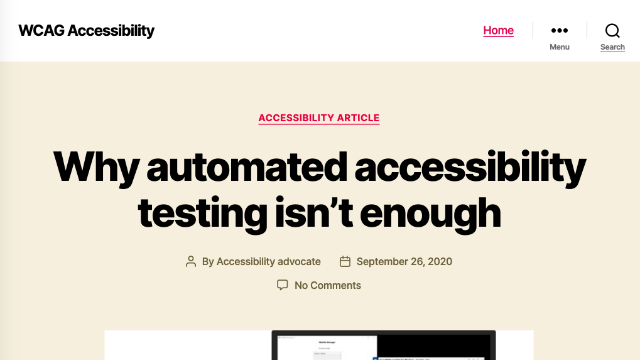 WCAG Accessibility
Home
Menu
Search
ACCESSIBILITY ARTICLE
Why automated accessibility
testing isn’t enough
By Accessibility advocate
September 26, 2020
No Comments